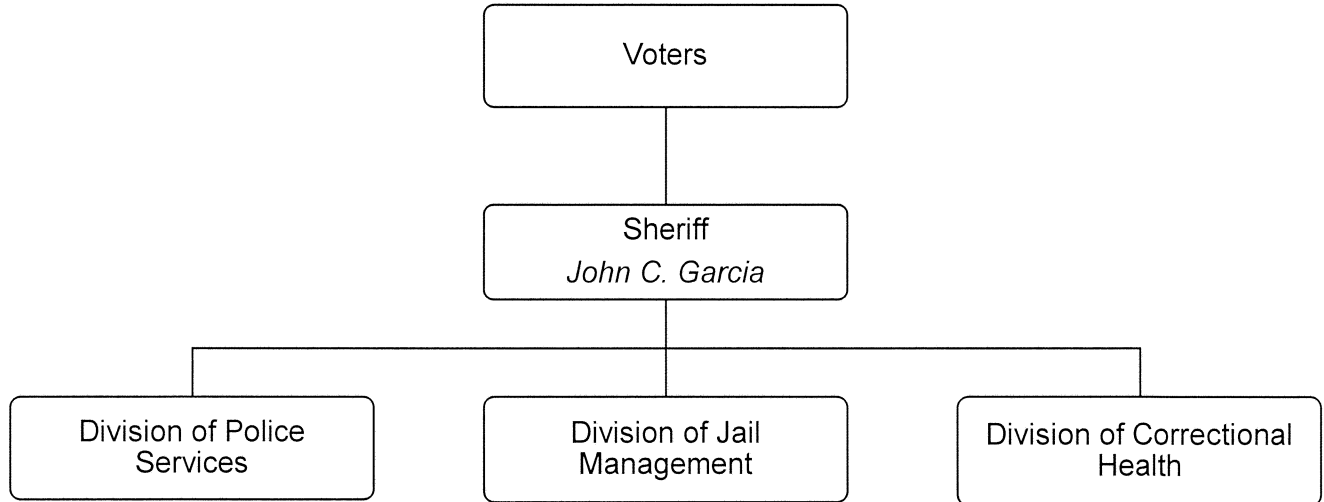 Voters
Sheriff
John C. Garcia
Division of Police
Services
Division of Jail
Management
Division of Correctional
Health